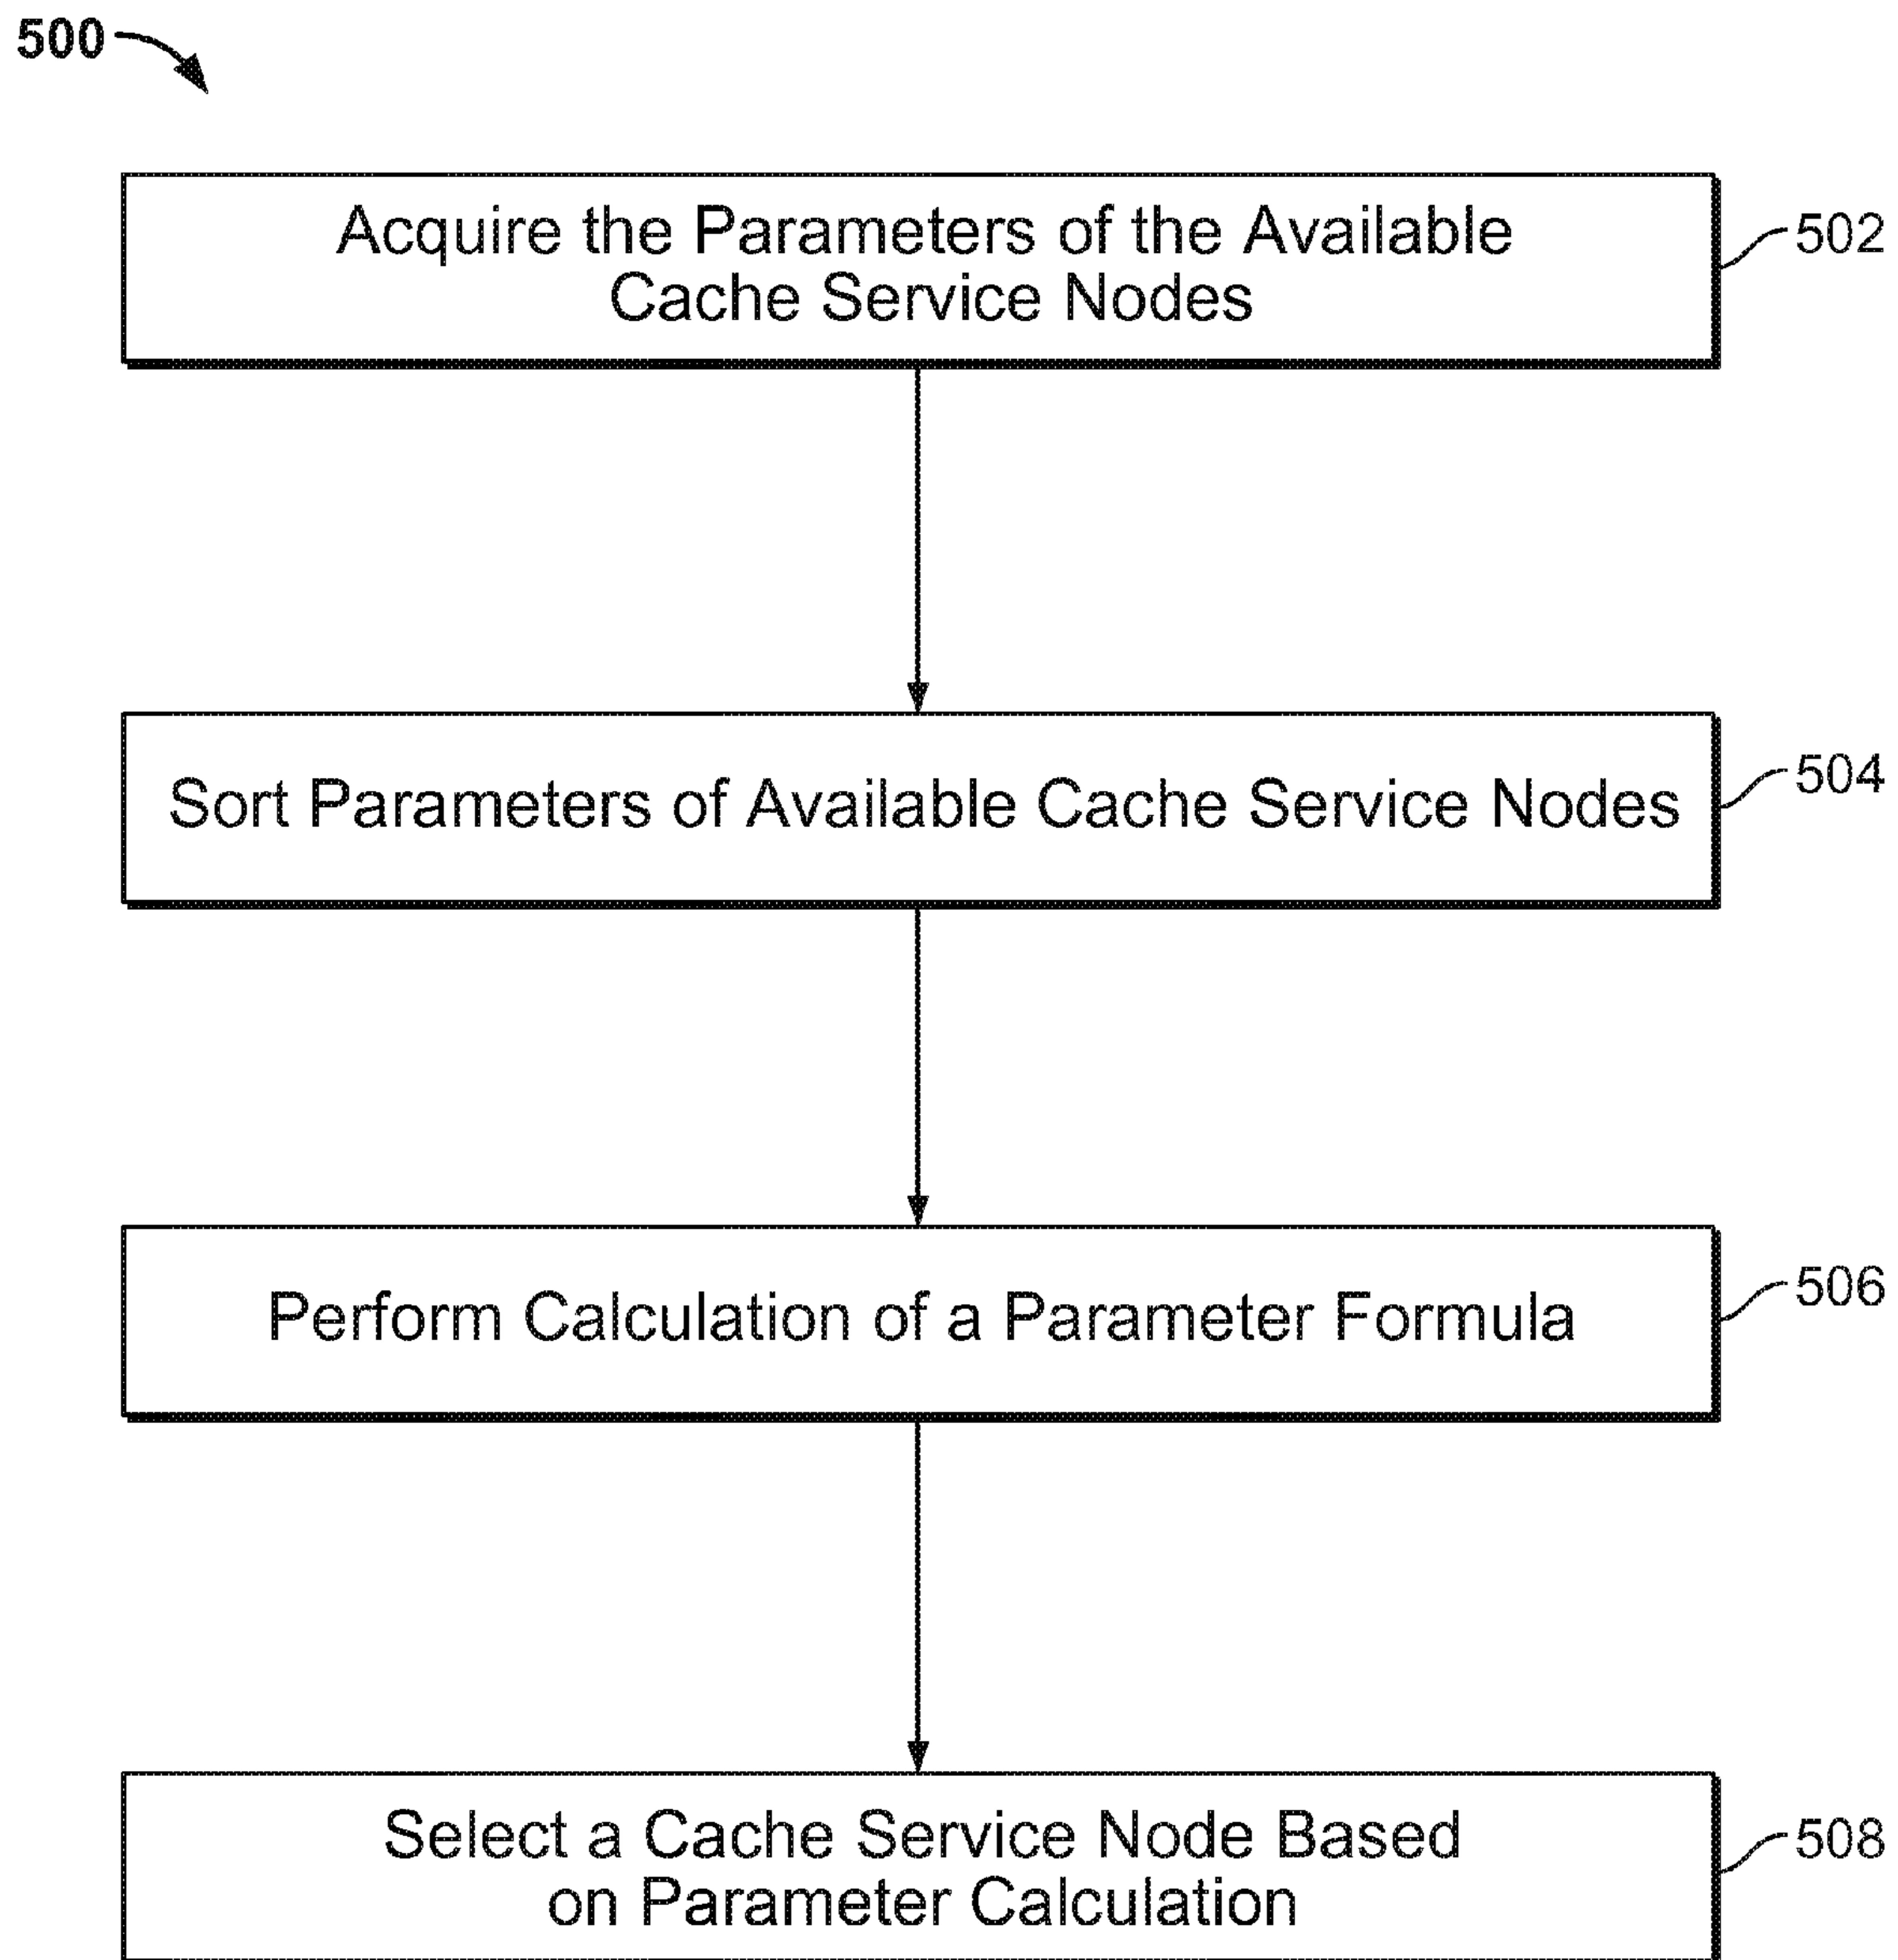 500
Acquire the Parameters of the Available
Cache Service Nodes
502
Sort Parameters of Available Cache Service Nodes
504
Perform Calculation of a Parameter Formula
506
Select a Cache Service Node Based
on Parameter Calculation
508